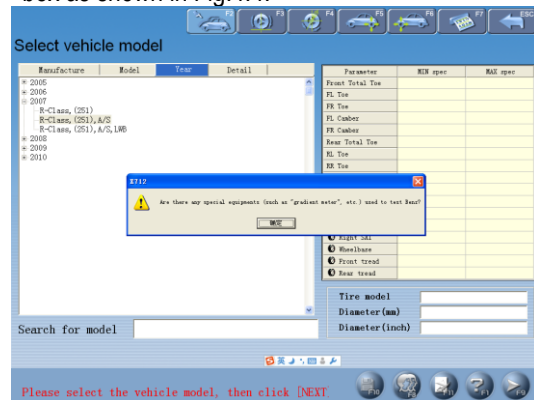 box as shown in
F2 F3 F4 F5 F6 F7 ESC
Select vehicle model
Manufacture Model Year Detail
Parameter MIN spec MAX spec
2005
2006
2007
R-Class, (251)
R-Class, (251), A/S
R-Class, (251), A/S, LWB
2008
2009
2010
Front Total Toe
FL Toe
FR Toe
FL Camber
FR Camber
Rear Total Toe
RL Toe
RR Toe
X712
Are there any special equipments (such as "gradient meter", etc.) used to test Benz?
确定
Right SAI
Wheelbase
Front tread
Rear tread
Tire model
Diameter(mm)
Diameter(inch)
Search for model
英
Please select the vehicle model, then click [NEXT